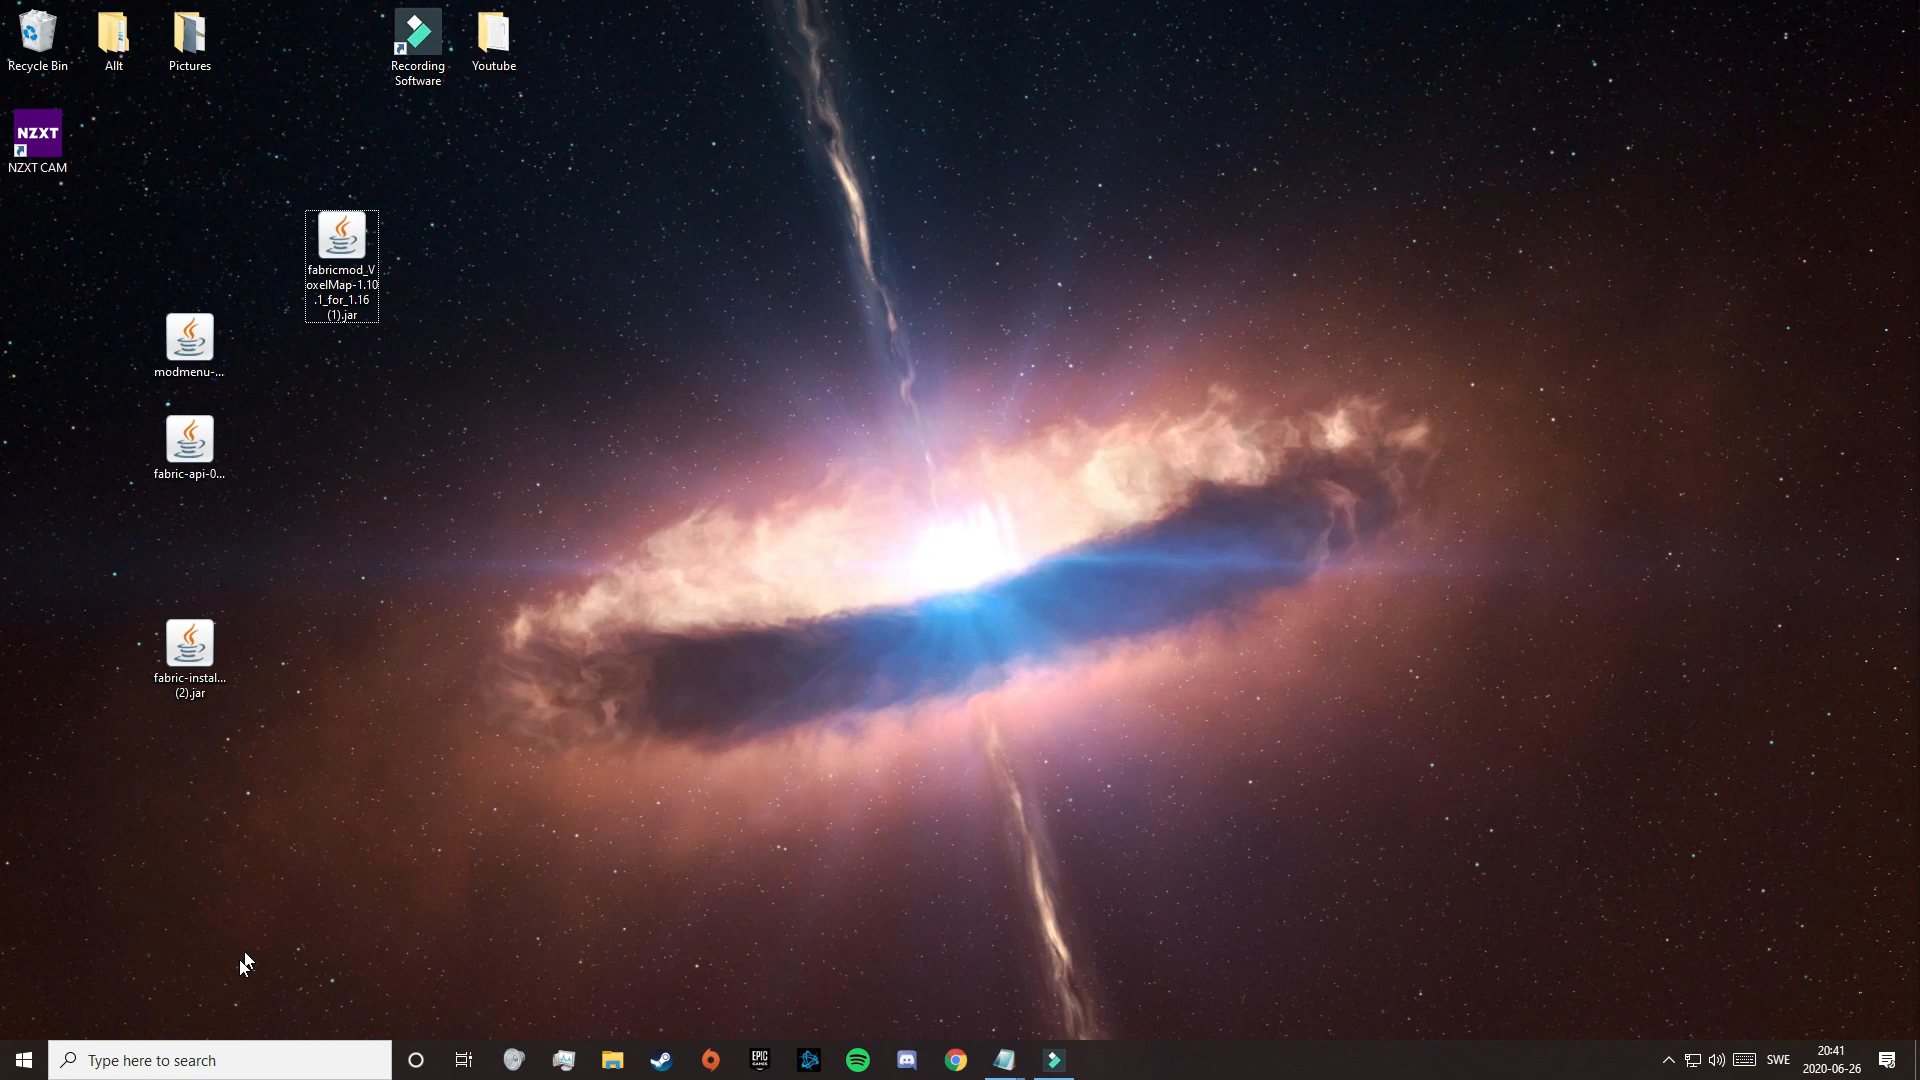 Recycle Bin
Allt
Pictures
Recording
Software
Youtube
NZXT
NZXT CAM
fabricmod_V
oxelMap-1.10
.1_for_1.16
(1).jar
modmenu-...
fabric-api-0...
fabric-instal...
(2).jar
Type here to search
EPIC
GAMES
SWE
20:41
2020-06-26